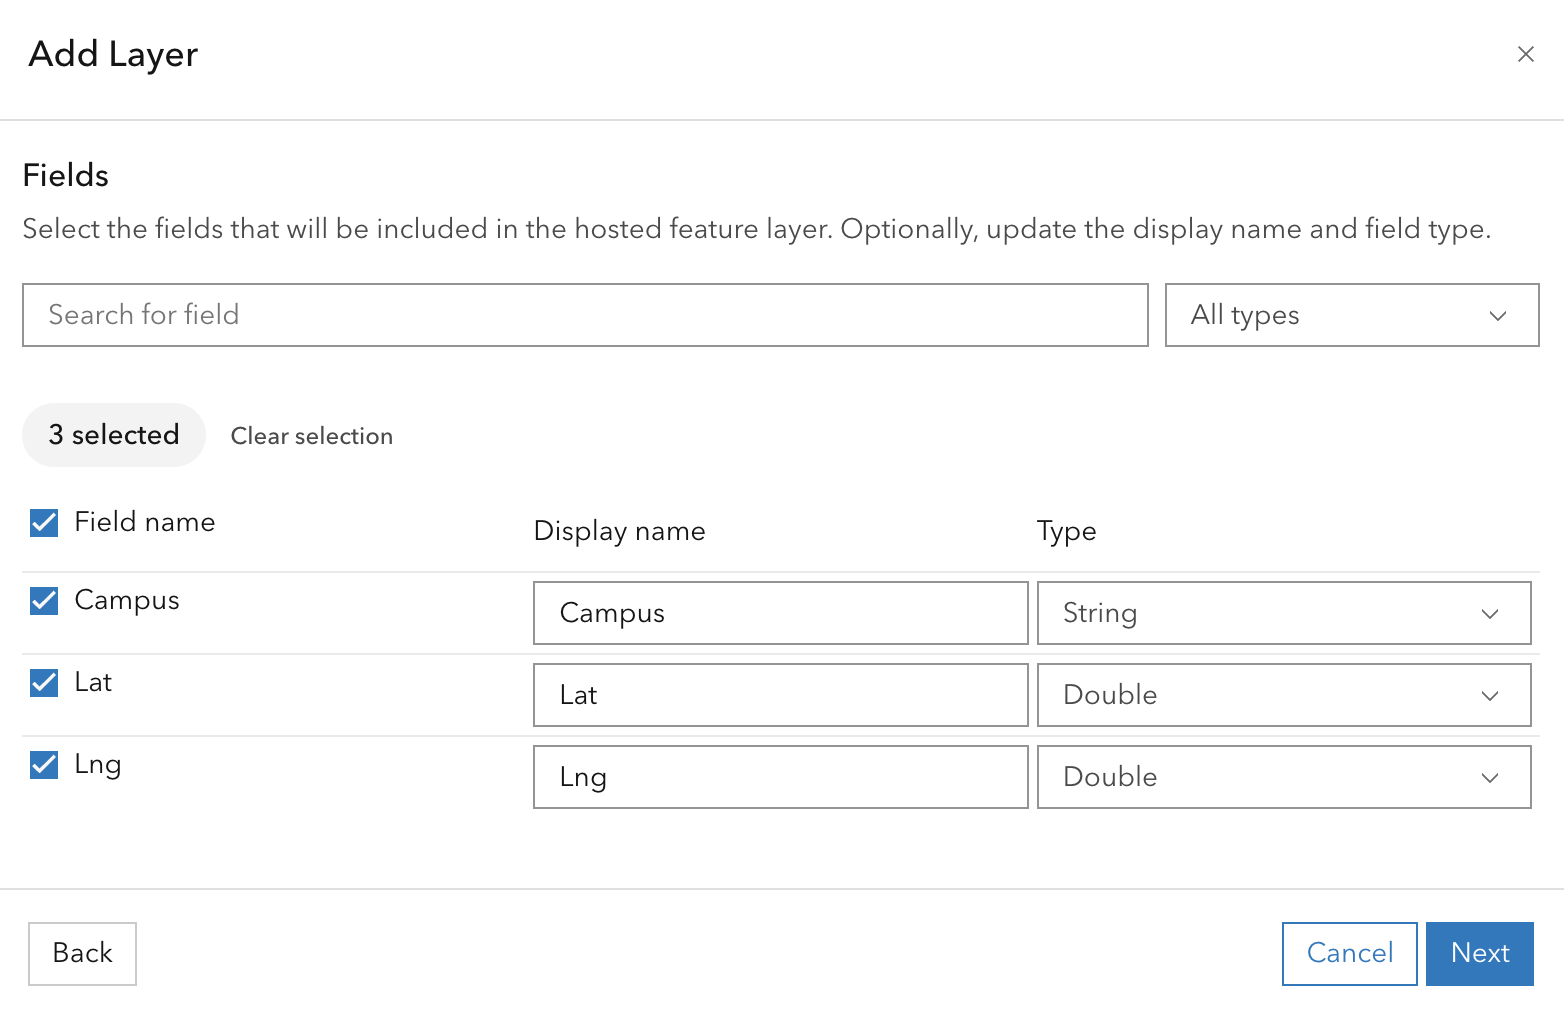 Add Layer
Fields
Select the fields that will be included in the hosted feature layer. Optionally, update the display name and field type.
Search for field
All types
3 selected
Clear selection
Field name
Display name
Type
Campus
Campus
String
Lat
Lat
Double
Lng
Lng
Double
Back
Cancel
Next